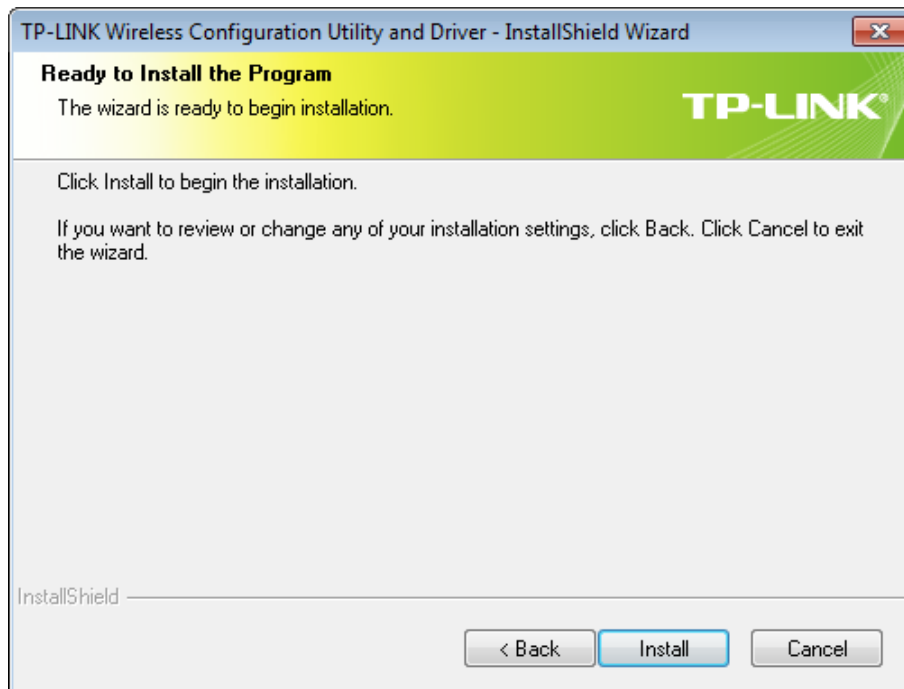 TP-LINK Wireless Configuration Utility and Driver - InstallShield Wizard
Ready to Install the Program
The wizard is ready to begin installation.
TP-LINK®
Click Install to begin the installation.
If you want to review or change any of your installation settings, click Back. Click Cancel to exit
the wizard.
InstallShield
< Back
Install
Cancel